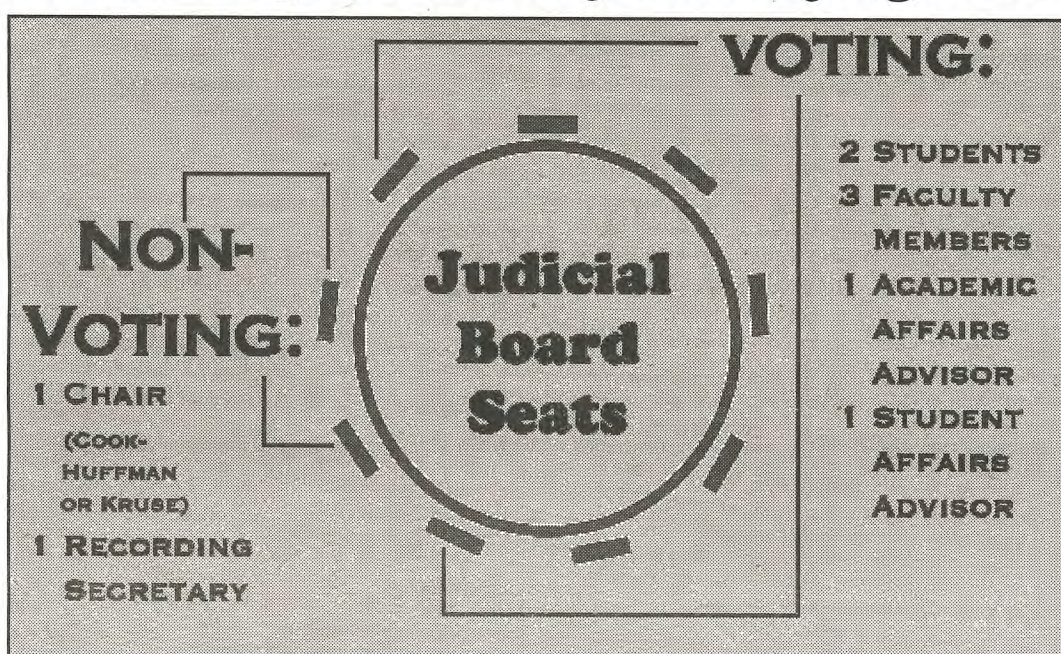 VOTING:
2 STUDENTS
3 FACULTY
MEMBERS
1 ACADEMIC
AFFAIRS
ADVISOR
1 STUDENT
AFFAIRS
ADVISOR
NON-
VOTING:
1 CHAIR
(COOK-
HUFFMAN
OR KRUSE)
1 RECORDING
SECRETARY
Judicial
Board
Seats